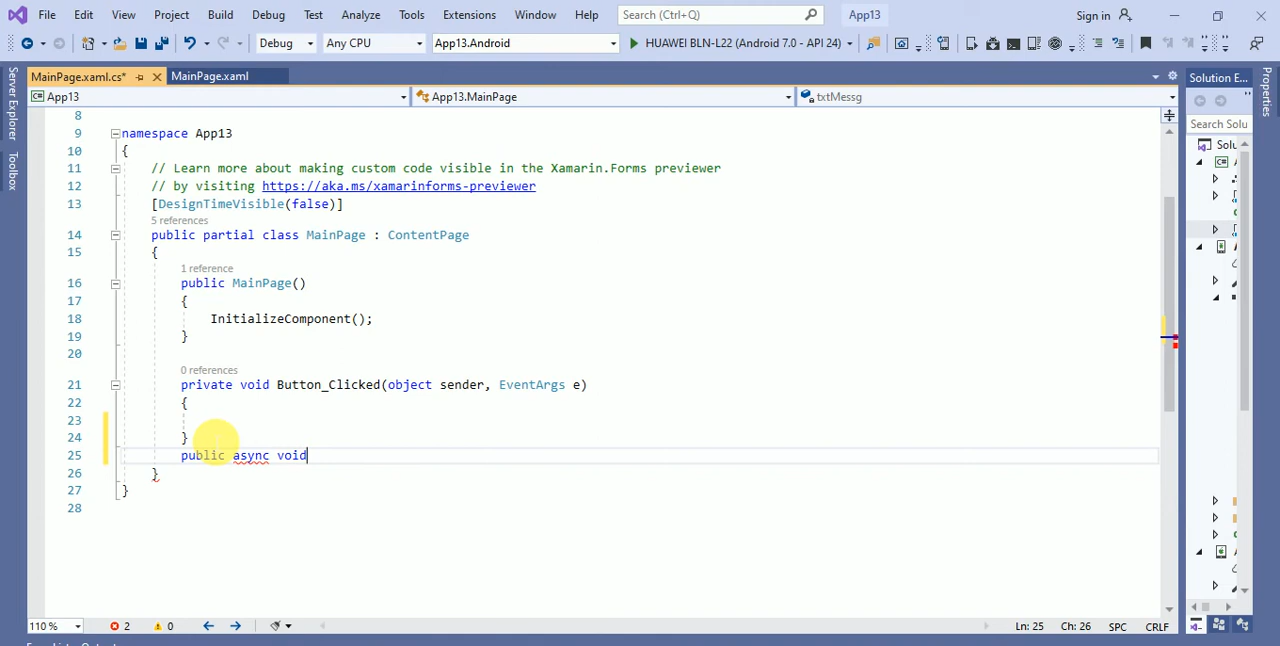 File Edit View Project Build Debug Test Analyze Tools Extensions Window Help Search (Ctrl+Q) App13 Sign in
Debug Any CPU App13.Android HUAWEI BLN-L22 (Android 7.0 - API 24)
MainPage.xaml.cs* MainPage.xaml Solution E...
App13 App13.MainPage txtMessg
Server Explorer
Toolbox
Properties
Search Solu
Solu
8
9 namespace App13
10 {
11 // Learn more about making custom code visible in the Xamarin.Forms previewer
12 // by visiting https://aka.ms/xamarinforms-previewer
13 [DesignTimeVisible(false)]
5 references
14 public partial class MainPage : ContentPage
15 {
1 reference
16 public MainPage()
17 {
18 InitializeComponent();
19 }
20
0 references
21 private void Button_Clicked(object sender, EventArgs e)
22 {
23
24 }
25 public async void
26 }
27 }
28
110 % 2 0 Ln: 25 Ch: 26 SPC CRLF